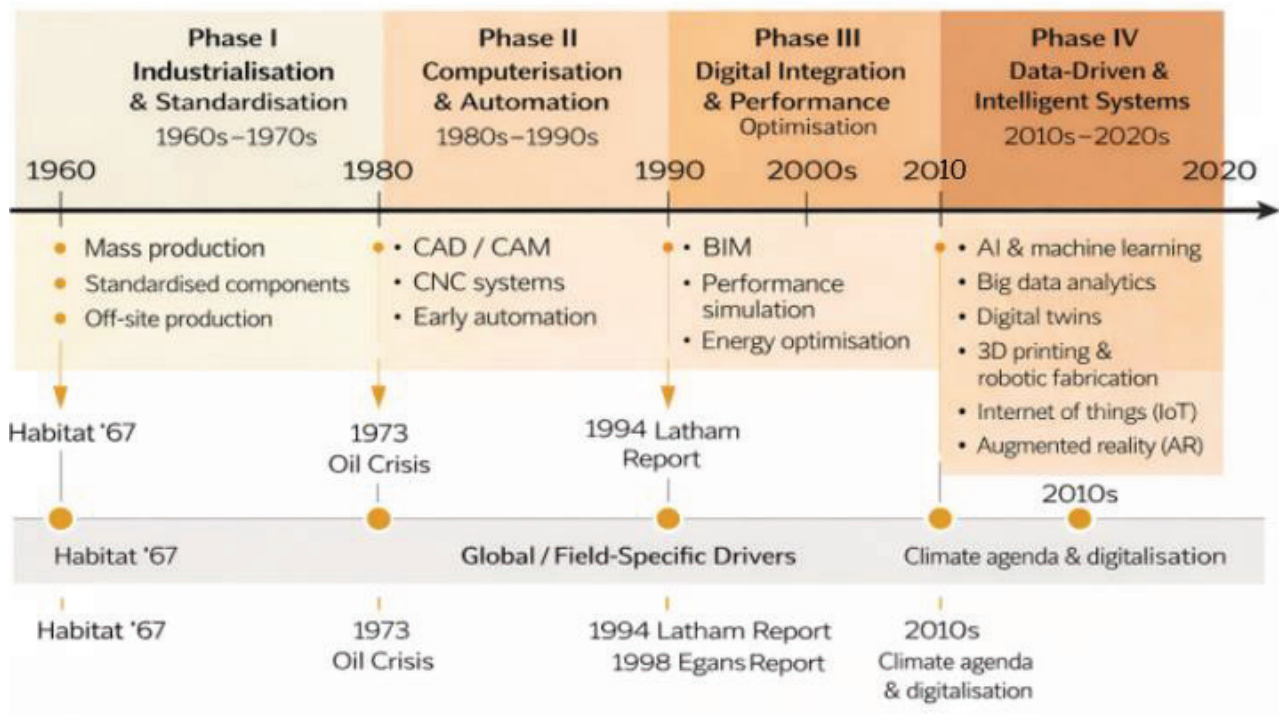 Phase I
Industrialisation
& Standardisation
1960s–1970s
Phase II
Computerisation
& Automation
1980s–1990s
Phase III
Digital Integration
& Performance
Optimisation
Phase IV
Data-Driven &
Intelligent Systems
2010s–2020s
1960
1980
1990
2000s
2010
2020
Mass production
Standardised components
Off-site production
• CAD / CAM
• CNC systems
• Early automation
• BIM
• Performance
simulation
• Energy optimisation
• AI & machine learning
• Big data analytics
• Digital twins
• 3D printing &
robotic fabrication
• Internet of things (IoT)
• Augmented reality (AR)
Habitat '67
1973
Oil Crisis
1994 Latham
Report
2010s
Habitat '67
Global / Field-Specific Drivers
Climate agenda & digitalisation
Habitat '67
1973
Oil Crisis
1994 Latham Report
1998 Egans Report
2010s
Climate agenda
& digitalisation